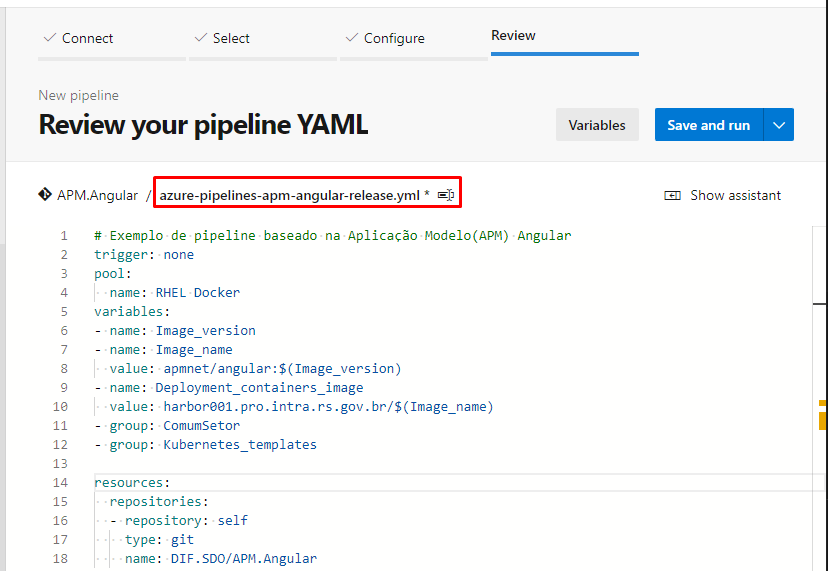 Connect
Select
Configure
Review
New pipeline
Review your pipeline YAML
Variables
Save and run
APM.Angular / azure-pipelines-apm-angular-release.yml *
Show assistant
1 # Exemplo de pipeline baseado na Aplicação Modelo(APM) Angular
2 trigger: none
3 pool:
4   name: RHEL Docker
5 variables:
6 - name: Image_version
7 - name: Image_name
8   value: apmnet/angular:$(Image_version)
9 - name: Deployment_containers_image
10   value: harbor001.pro.intra.rs.gov.br/$(Image_name)
11 - group: ComumSetor
12 - group: Kubernetes_templates
13
14 resources:
15   repositories:
16   - repository: self
17     type: git
18     name: DIF.SDO/APM.Angular